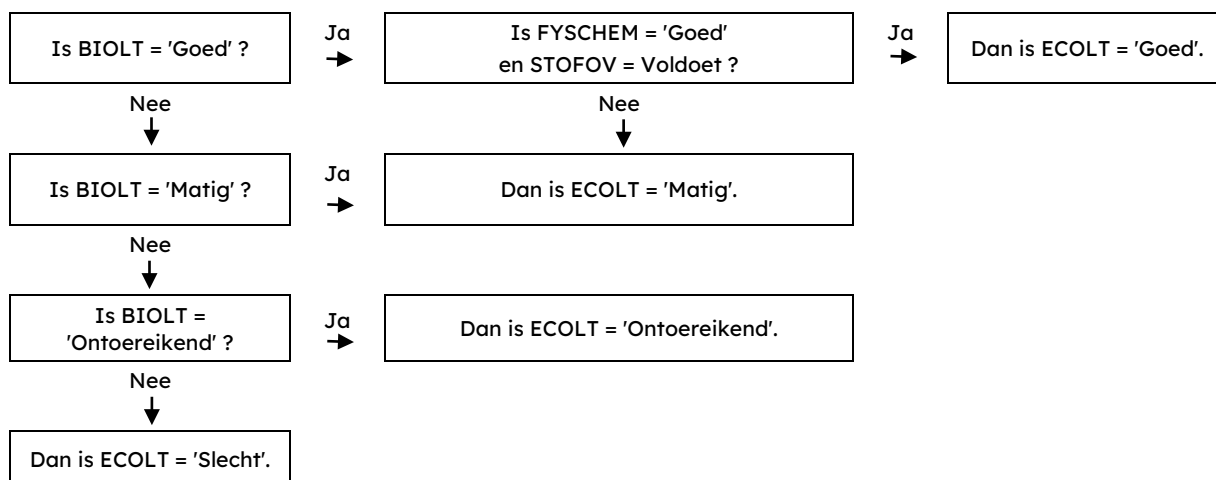 Is BIOLT = 'Goed' ?
Ja
Is FYSCHEM = 'Goed'
en STOFOV = Voldoet ?
Ja
Dan is ECOLT = 'Goed'.
Nee
Nee
Is BIOLT = 'Matig' ?
Ja
Dan is ECOLT = 'Matig'.
Nee
Is BIOLT =
'Ontoereikend' ?
Ja
Dan is ECOLT = 'Ontoereikend'.
Nee
Dan is ECOLT = 'Slecht'.